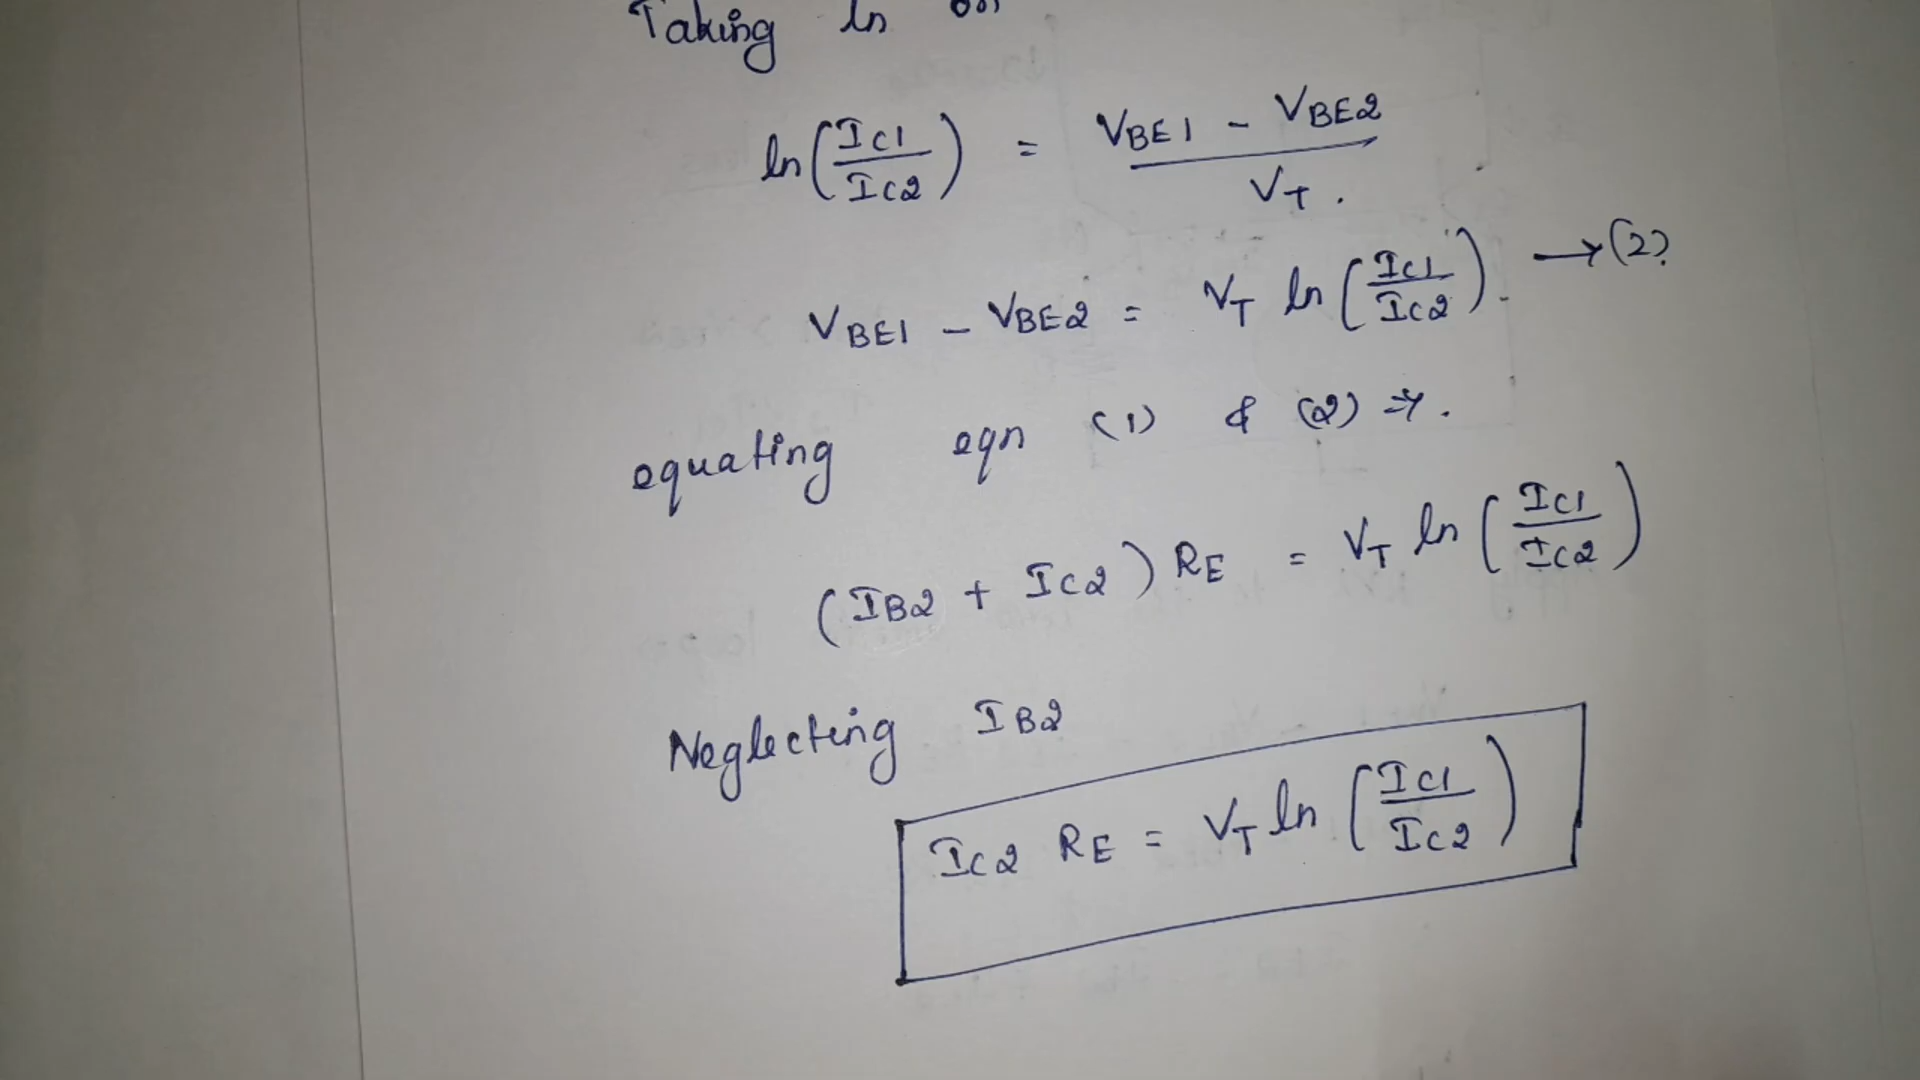 Taking ln on
ln(IC1/IC2) = VBE1 - VBE2 / VT.
VBE1 - VBE2 = VT ln(IC1/IC2). → (2)
equating eqn (1) & (2) ⇒.
(IB2 + IC2) RE = VT ln(IC1/IC2)
Neglecting IB2
IC2 RE = VT ln(IC1/IC2)